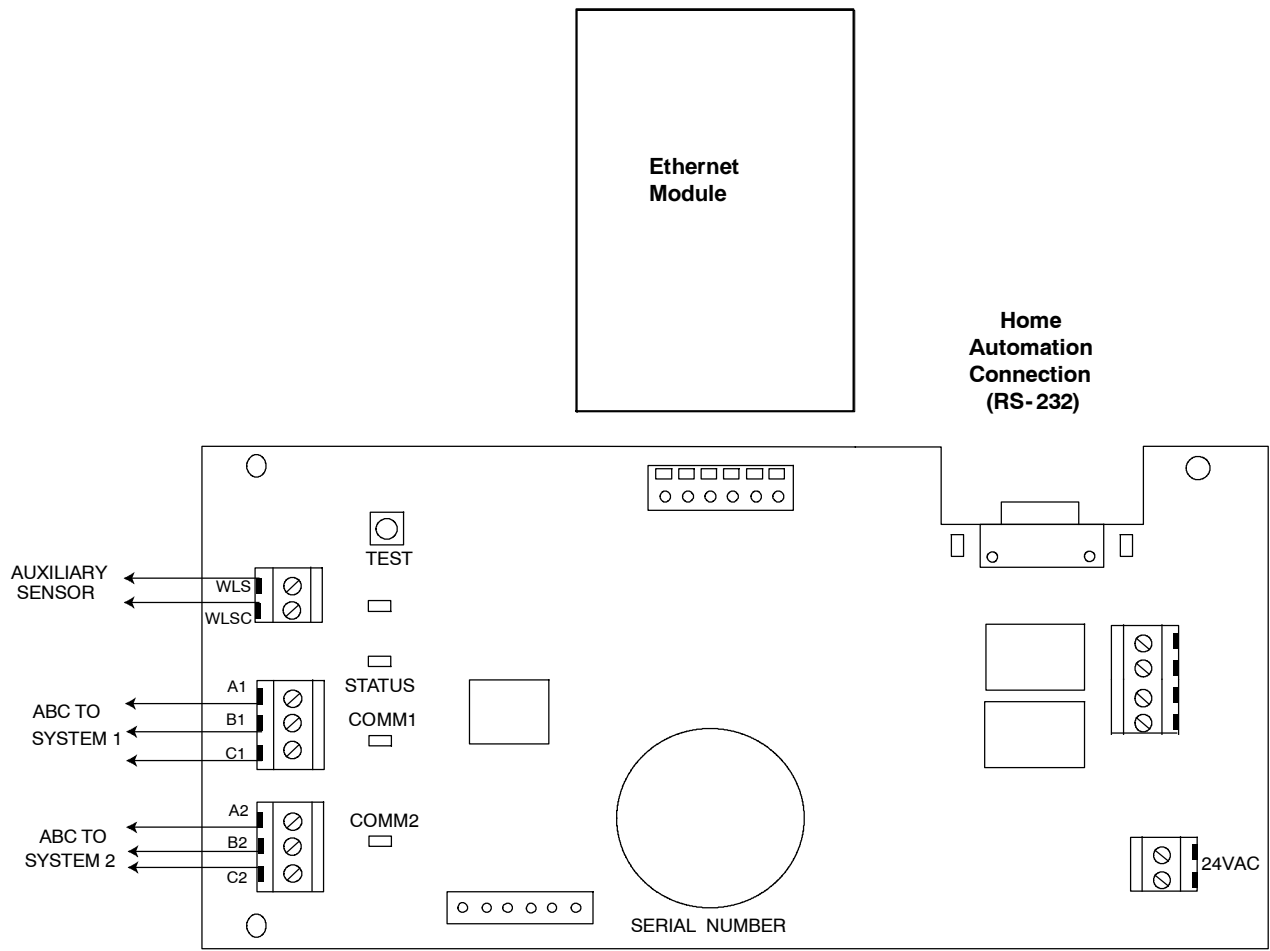 Ethernet
Module
Home
Automation
Connection
(RS-232)
TEST
AUXILIARY
SENSOR
WLS
WLSC
STATUS
A1
ABC TO
SYSTEM 1
B1
C1
COMM1
A2
ABC TO
SYSTEM 2
B2
C2
COMM2
24VAC
SERIAL NUMBER